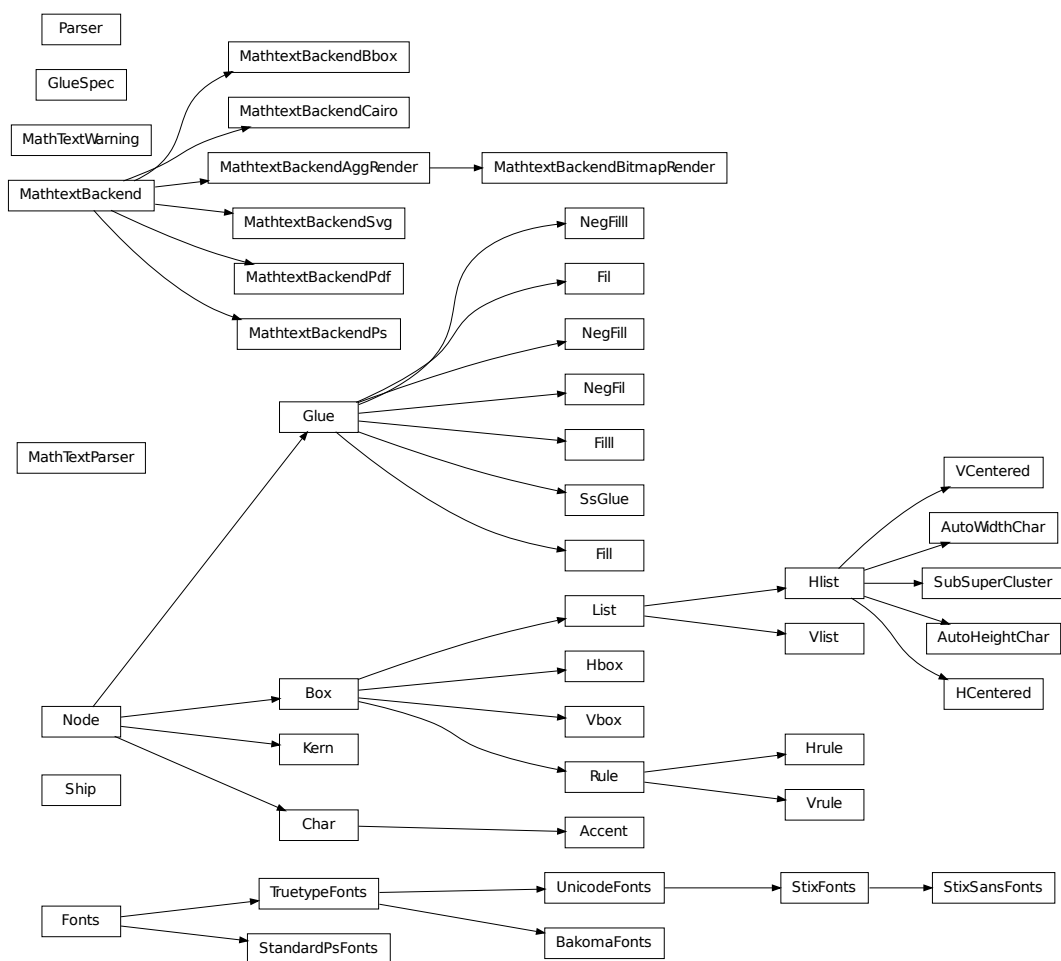 Parser
GlueSpec
MathTextWarning
MathtextBackend
MathtextBackendBbox
MathtextBackendCairo
MathtextBackendAggRender
MathtextBackendBitmapRender
MathtextBackendSvg
MathtextBackendPdf
MathtextBackendPs
MathTextParser
Glue
NegFilll
Fil
NegFill
NegFil
Filll
SsGlue
Fill
Node
Box
Kern
Char
List
Hbox
Vbox
Rule
Accent
Hlist
Vlist
Hrule
Vrule
VCentered
AutoWidthChar
SubSuperCluster
AutoHeightChar
HCentered
Ship
Fonts
TruetypeFonts
StandardPsFonts
UnicodeFonts
BakomaFonts
StixFonts
StixSansFonts